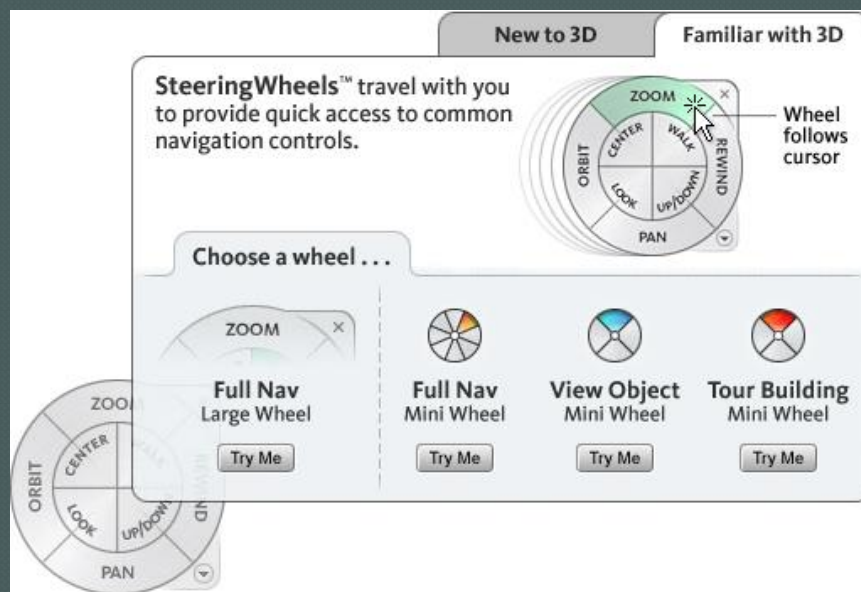 New to 3D
Familiar with 3D
SteeringWheels™ travel with you
to provide quick access to common
navigation controls.
ZOOM
CENTER
WALK
ORBIT
REWIND
LOOK
UP/DOWN
PAN
Wheel
follows
cursor
Choose a wheel . . .
ZOOM
Full Nav
Large Wheel
Try Me
Full Nav
Mini Wheel
Try Me
View Object
Mini Wheel
Try Me
Tour Building
Mini Wheel
Try Me
ZOOM
CENTER
WALK
ORBIT
REWIND
LOOK
UP/DOWN
PAN